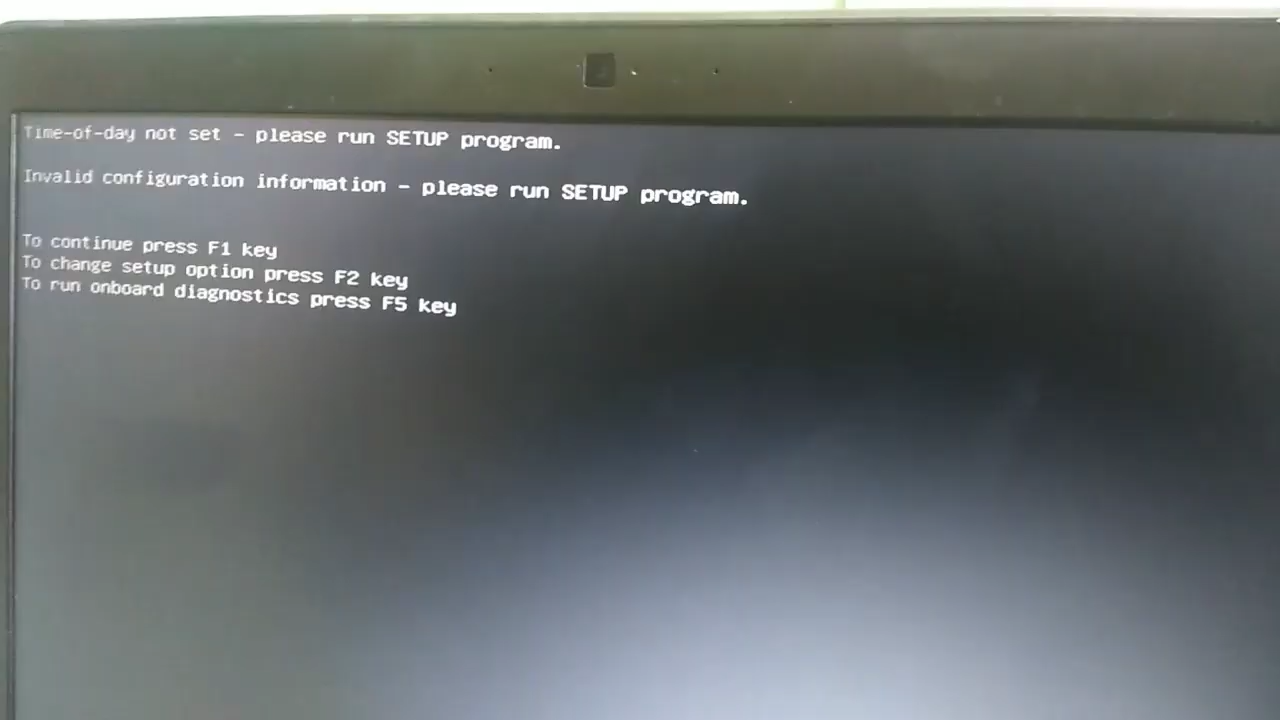 Time-of-day not set - please run SETUP program.
Invalid configuration information - please run SETUP program.
To continue press F1 key
To change setup option press F2 key
To run onboard diagnostics press F5 key